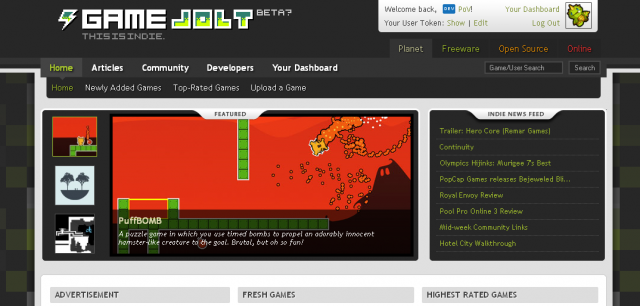 GAME JOLT BETA?
THIS IS INDIE.
Welcome back, DEV Pov!
Your Dashboard
Your User Token: Show | Edit
Log Out
Planet
Freeware
Open Source
Online
Home
Articles
Community
Developers
Your Dashboard
Game/User Search
Search
Home
Newly Added Games
Top-Rated Games
Upload a Game
FEATURED
PuffBOMB
A puzzle game in which you use timed bombs to propel an adorably innocent
hamster-like creature to the goal. Brutal, but oh so fun!
INDIE NEWS FEED
Trailer: Hero Core (Remar Games)
Continuity
Olympics Hijinks: Murigee 7's Best
PopCap Games releases Bejeweled Bli...
Royal Envoy Review
Pool Pro Online 3 Review
Mid-week Community Links
Hotel City Walkthrough
ADVERTISEMENT
FRESH GAMES
HIGHEST RATED GAMES